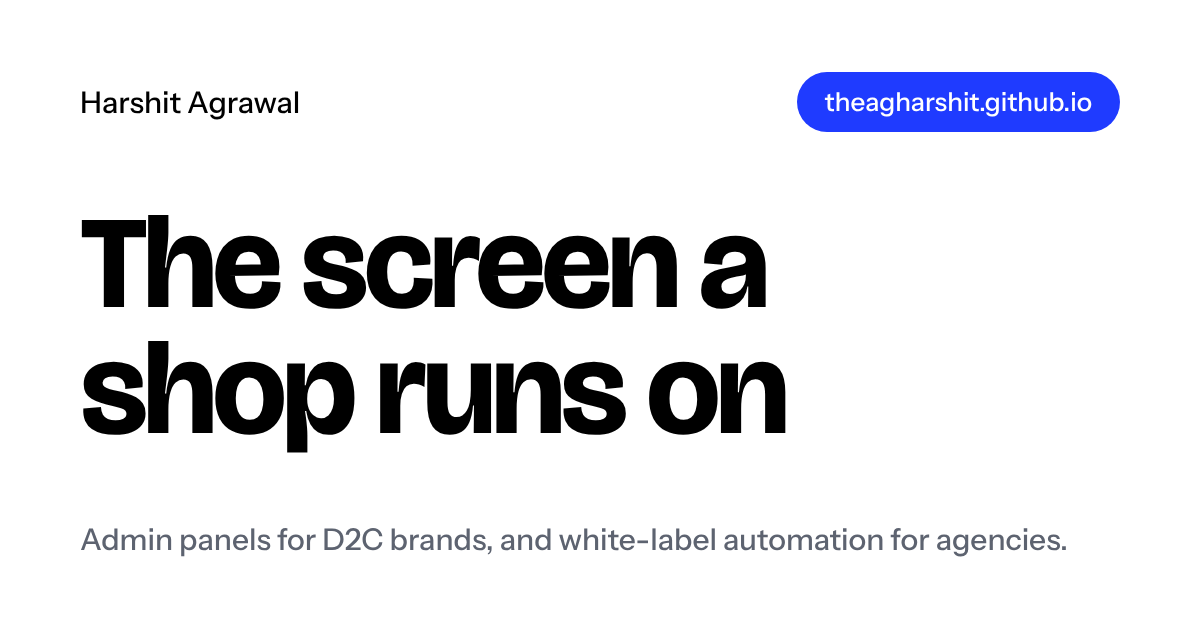 Harshit Agrawal
theagharshit.github.io
The screen a
shop runs on
Admin panels for D2C brands, and white-label automation for agencies.